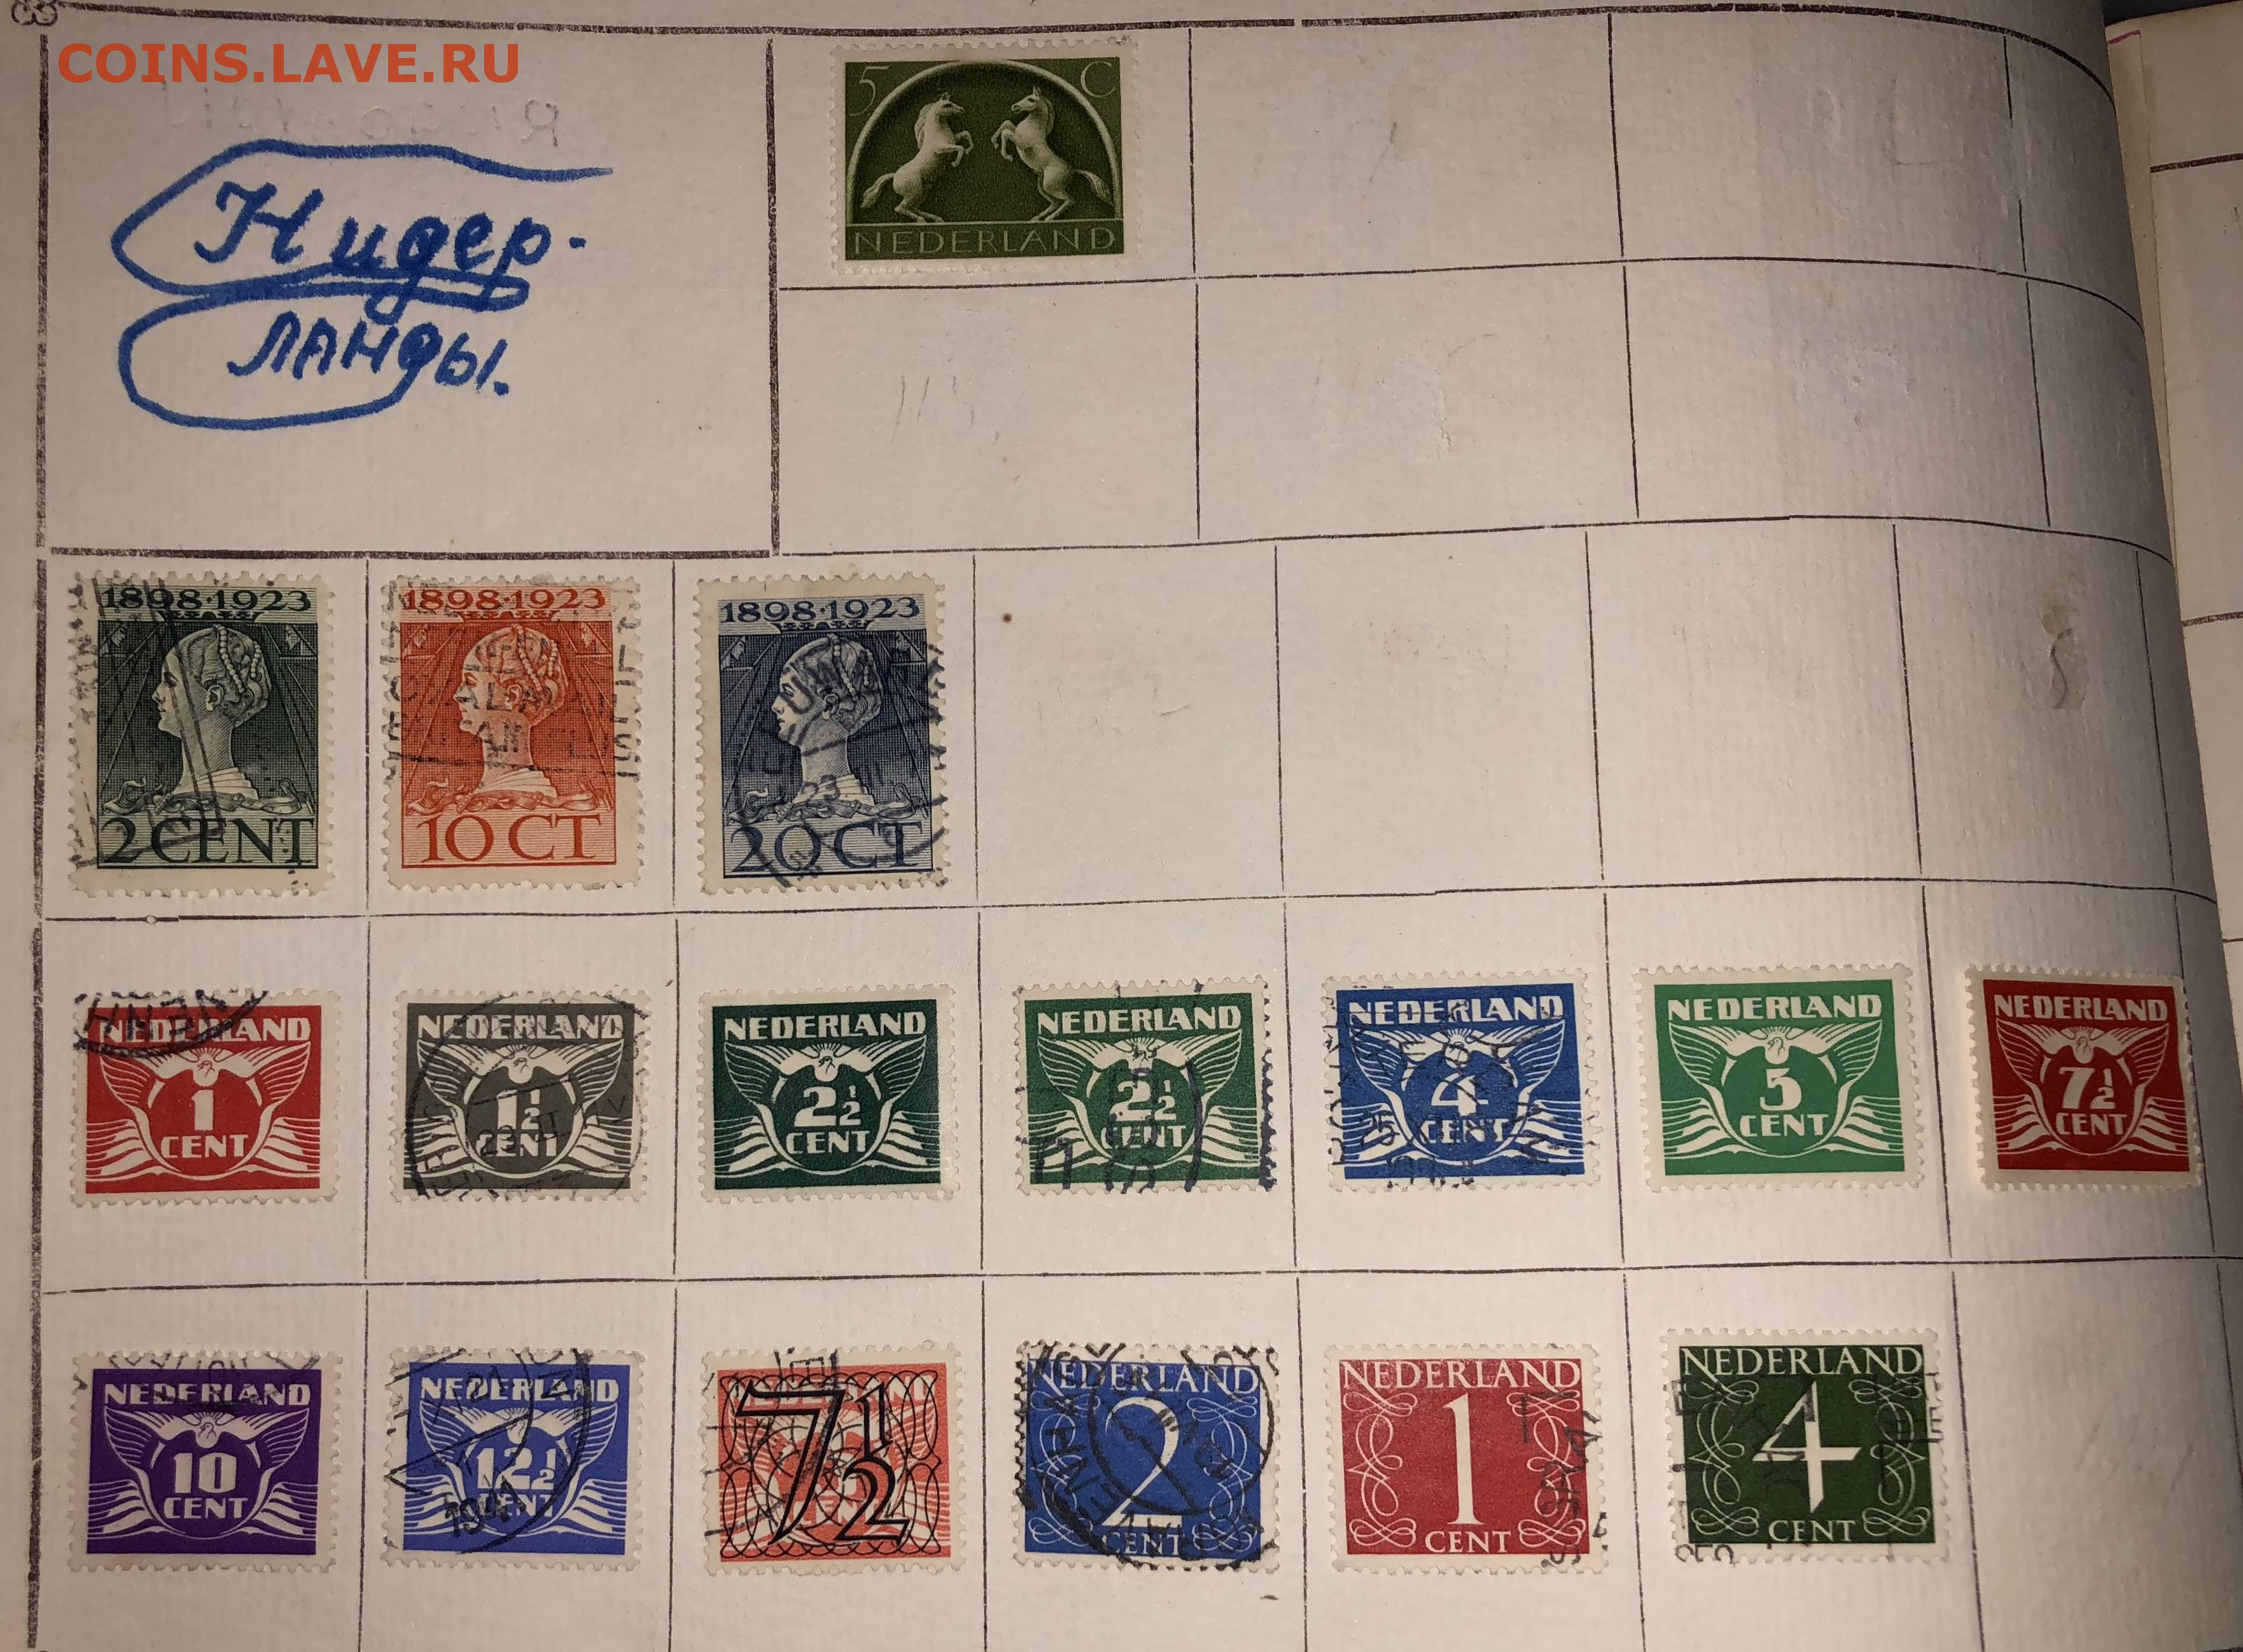 COINS.LAVE.RU
Нидер-
ланды.
5 C
NEDERLAND
1898·1923
2 CENT
1898·1923
10 CT
1898·1923
20 CT
NEDERLAND
1
CENT
NEDERLAND
1½
CENT
NEDERLAND
2½
CENT
NEDERLAND
2½
CENT
NEDERLAND
4
CENT
NEDERLAND
5
CENT
NEDERLAND
7½
CENT
NEDERLAND
10
CENT
NEDERLAND
12½
CENT
1941
7½
NEDERLAND
2
CENT
NEDERLAND
1
CENT
NEDERLAND
4
CENT